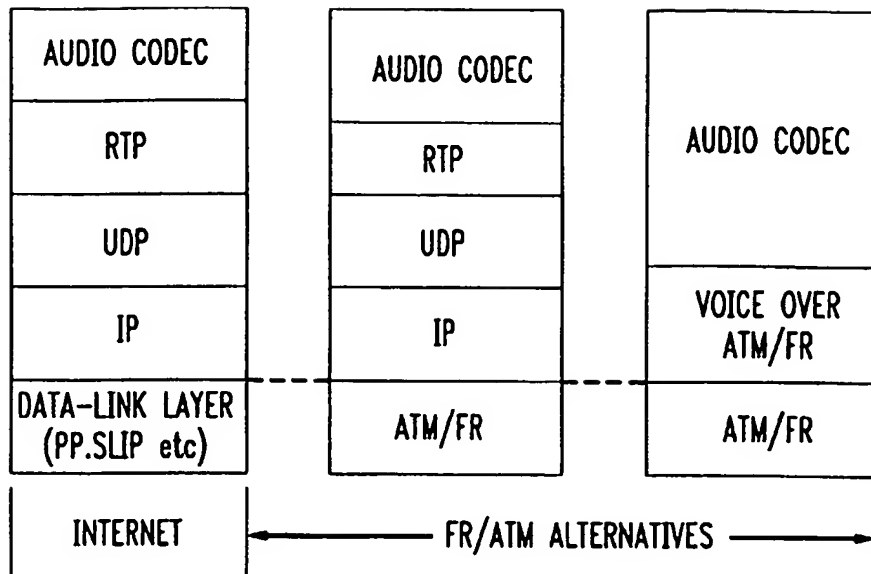 AUDIO CODEC
RTP
UDP
IP
DATA-LINK LAYER
(PP.SLIP etc)
INTERNET
AUDIO CODEC
RTP
UDP
IP
ATM/FR
AUDIO CODEC
VOICE OVER
ATM/FR
ATM/FR
FR/ATM ALTERNATIVES